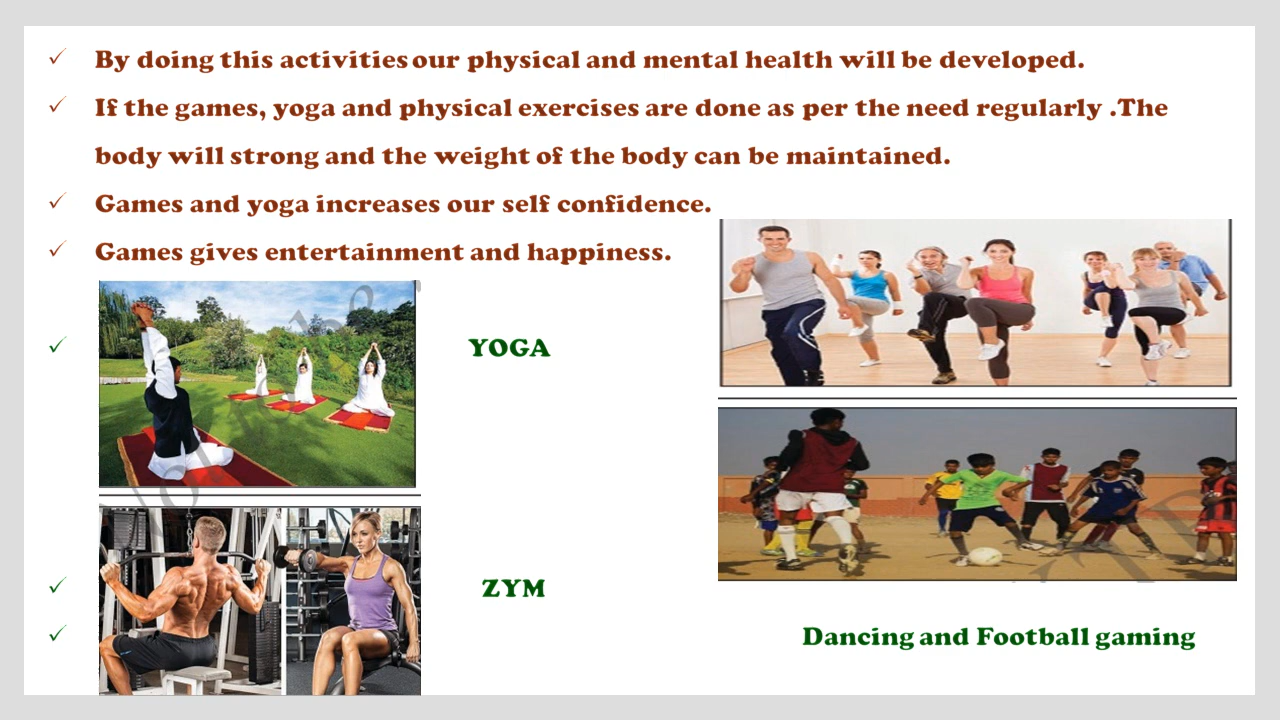 By doing this activities our physical and mental health will be developed.
If the games, yoga and physical exercises are done as per the need regularly .The
body will strong and the weight of the body can be maintained.
Games and yoga increases our self confidence.
Games gives entertainment and happiness.
YOGA
ZYM
Dancing and Football gaming